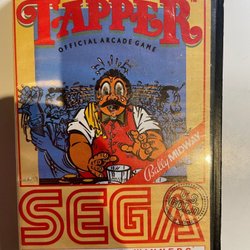 TAPPER
OFFICIAL ARCADE GAME
Bally MIDWAY
SEGA